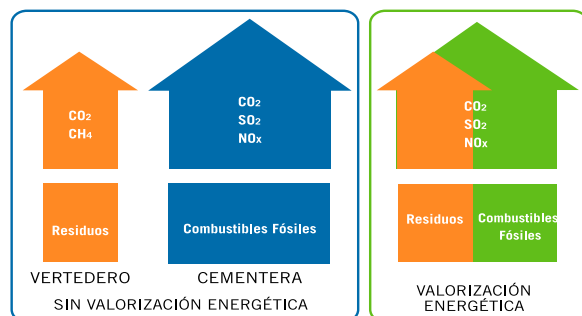 CO₂
CH₄
CO₂
SO₂
NOx
Residuos
Combustibles Fósiles
VERTEDERO
CEMENTERA
SIN VALORIZACIÓN ENERGÉTICA
CO₂
SO₂
NOx
Residuos
Combustibles
Fósiles
VALORIZACIÓN
ENERGÉTICA